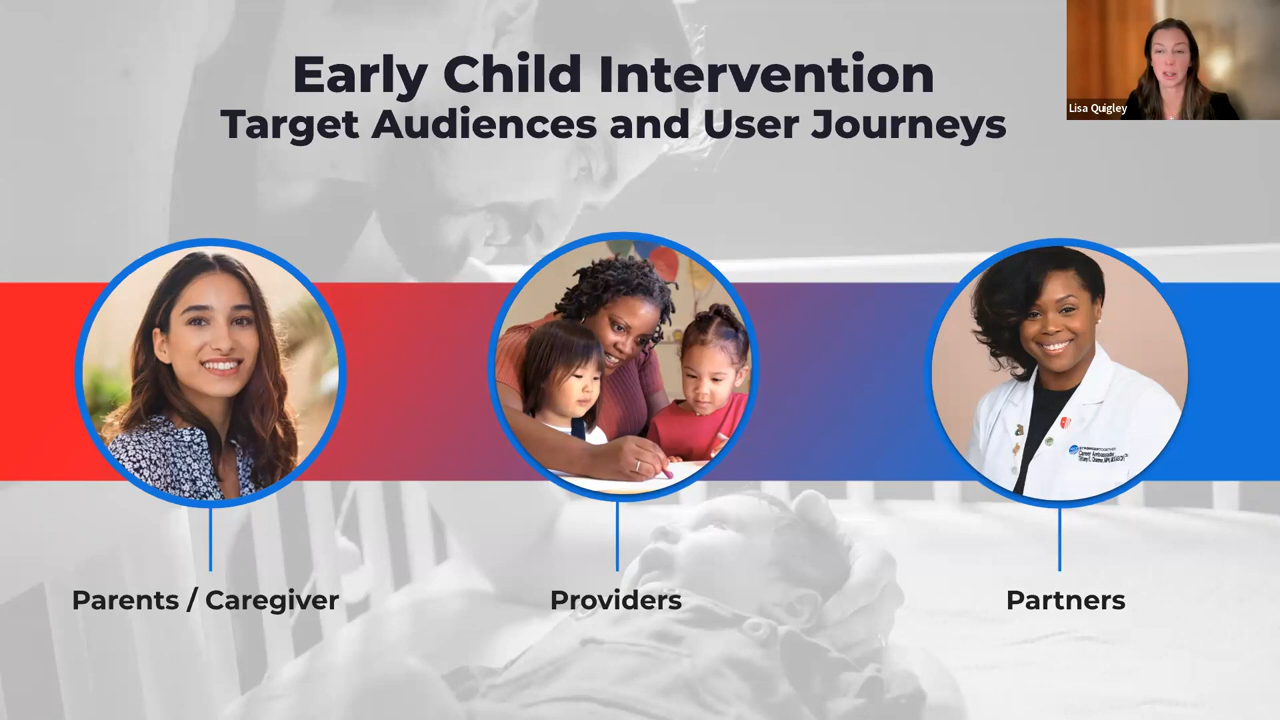 Early Child Intervention
Target Audiences and User Journeys
Lisa Quigley
Parents / Caregiver
Providers
Partners